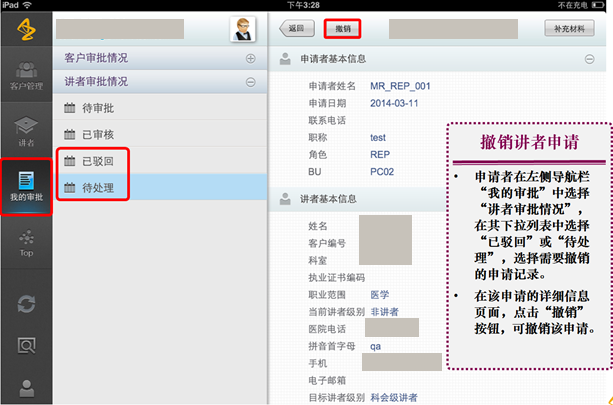 iPad
下午3:28
不在充电
返回
撤销
补充材料
客户管理
讲者
我的审批
Top
客户审批情况
讲者审批情况
待审批
已审核
已驳回
待处理
申请者基本信息
申请者姓名 MR_REP_001
申请日期 2014-03-11
联系电话
职称 test
角色 REP
BU PC02
讲者基本信息
姓名
客户编号
科室
执业证书编码
职业范围 医学
当前讲者级别 非讲者
医院电话
拼音首字母 qa
手机
电子邮箱
目标讲者级别 科会级讲者
撤销讲者申请
• 申请者在左侧导航栏
“我的审批”中选择
“讲者审批情况”，
在其下拉列表中选择
“已驳回”或“待处
理”，选择需要撤销
的申请记录。
• 在该申请的详细信息
页面，点击“撤销”
按钮，可撤销该申请。